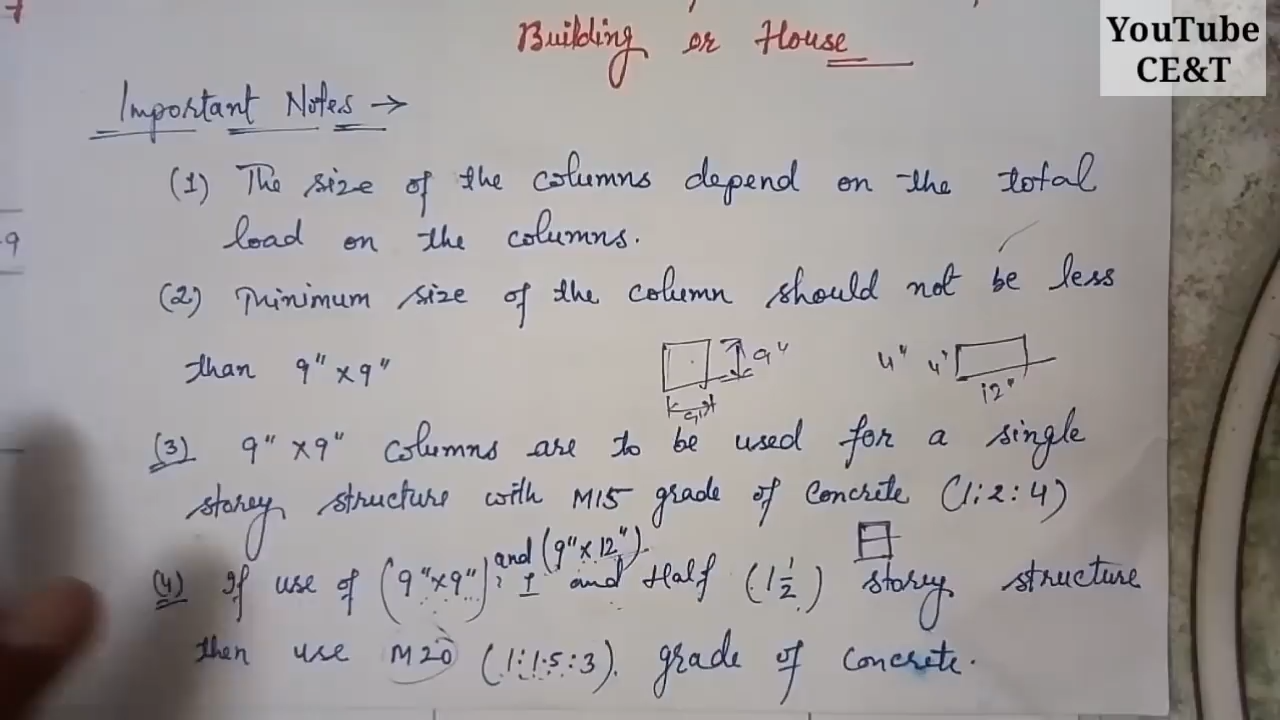 YouTube
CE&T
Building or House
Important Notes →
(1) The size of the columns depend on the total
load on the columns.
(2) Minimum size of the column should not be less
than 9" x 9"
9"
4" 4"
12"
(3) 9" x 9" columns are to be used for a single
storey structure with M15 grade of Concrete (1:2:4)
and (9" x 12")
(4) If use of (9" x 9") 1 and Half (1 1/2) storey structure
then use M20 (1:1.5:3). grade of Concrete.
9